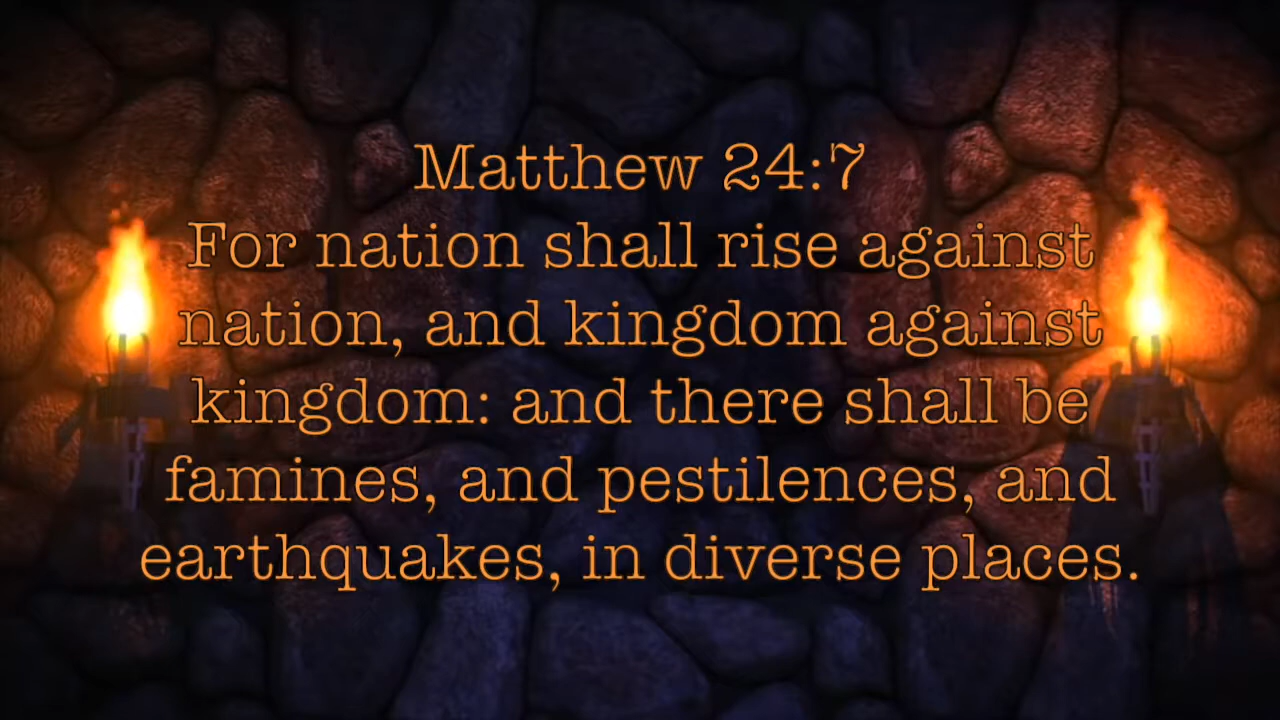 Matthew 24:7
For nation shall rise against
nation, and kingdom against
kingdom: and there shall be
famines, and pestilences, and
earthquakes, in diverse places.